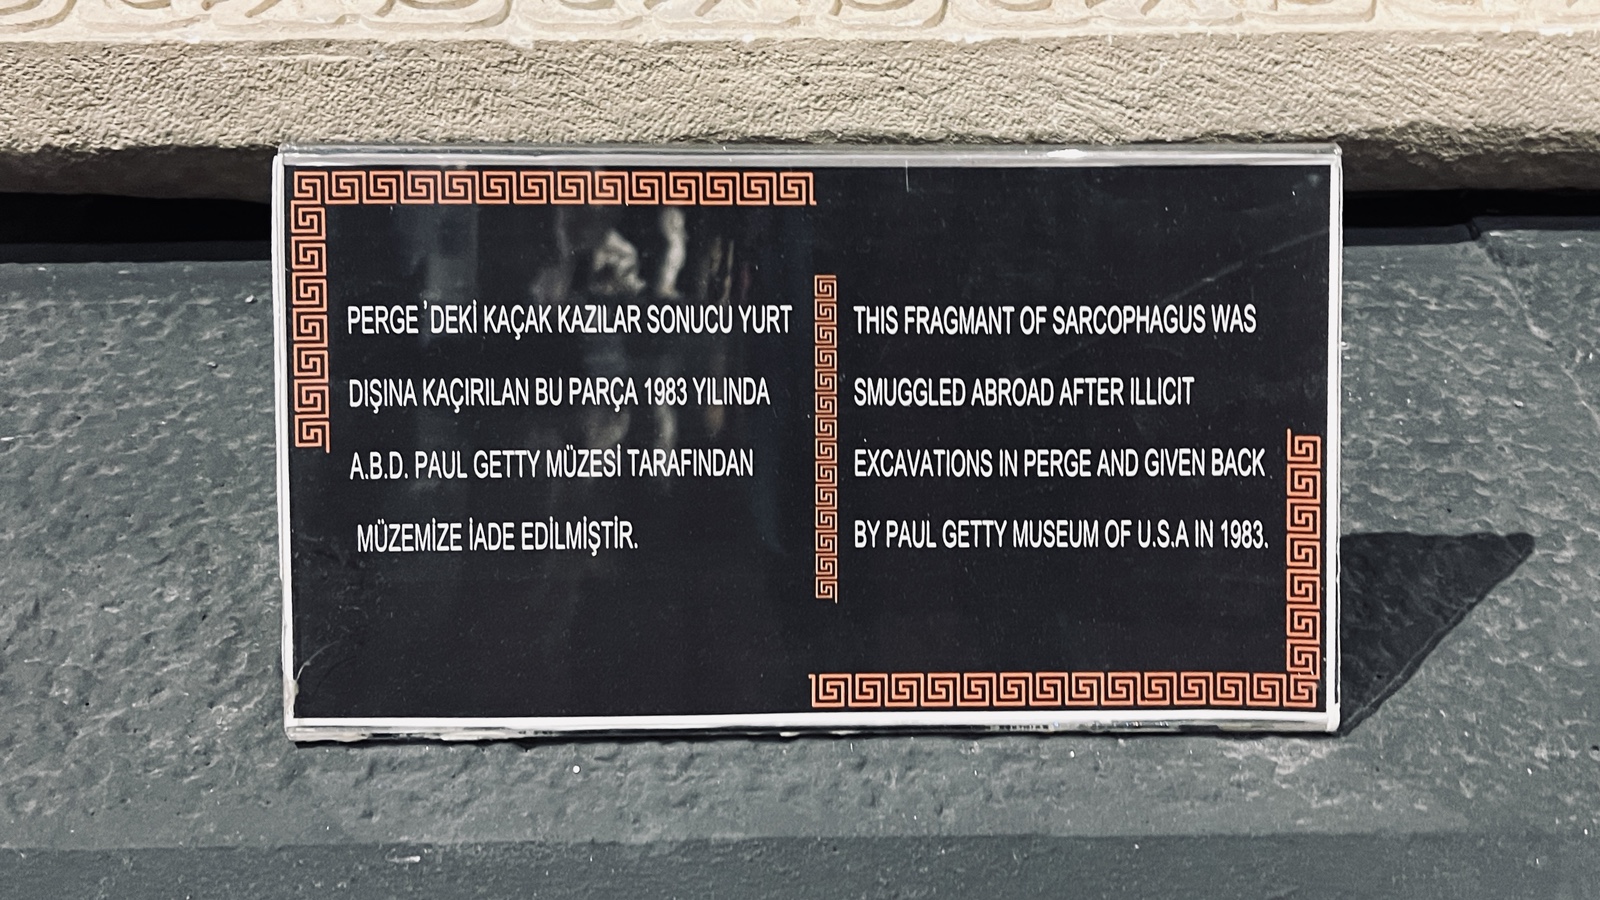 PERGE 'DEKİ KAÇAK KAZILAR SONUCU YURT
DIŞINA KAÇIRILAN BU PARÇA 1983 YILINDA
A.B.D. PAUL GETTY MÜZESİ TARAFINDAN
MÜZEMİZE İADE EDİLMİŞTİR.
THIS FRAGMANT OF SARCOPHAGUS WAS
SMUGGLED ABROAD AFTER ILLICIT
EXCAVATIONS IN PERGE AND GIVEN BACK
BY PAUL GETTY MUSEUM OF U.S.A IN 1983.